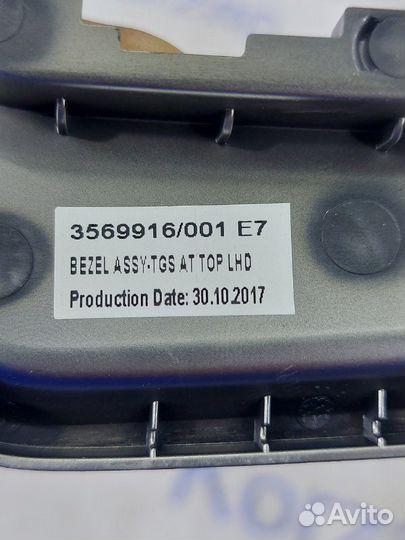 3569916/001 E7
BEZEL ASSY-TGS AT TOP LHD
Production Date: 30.10.2017
Avito